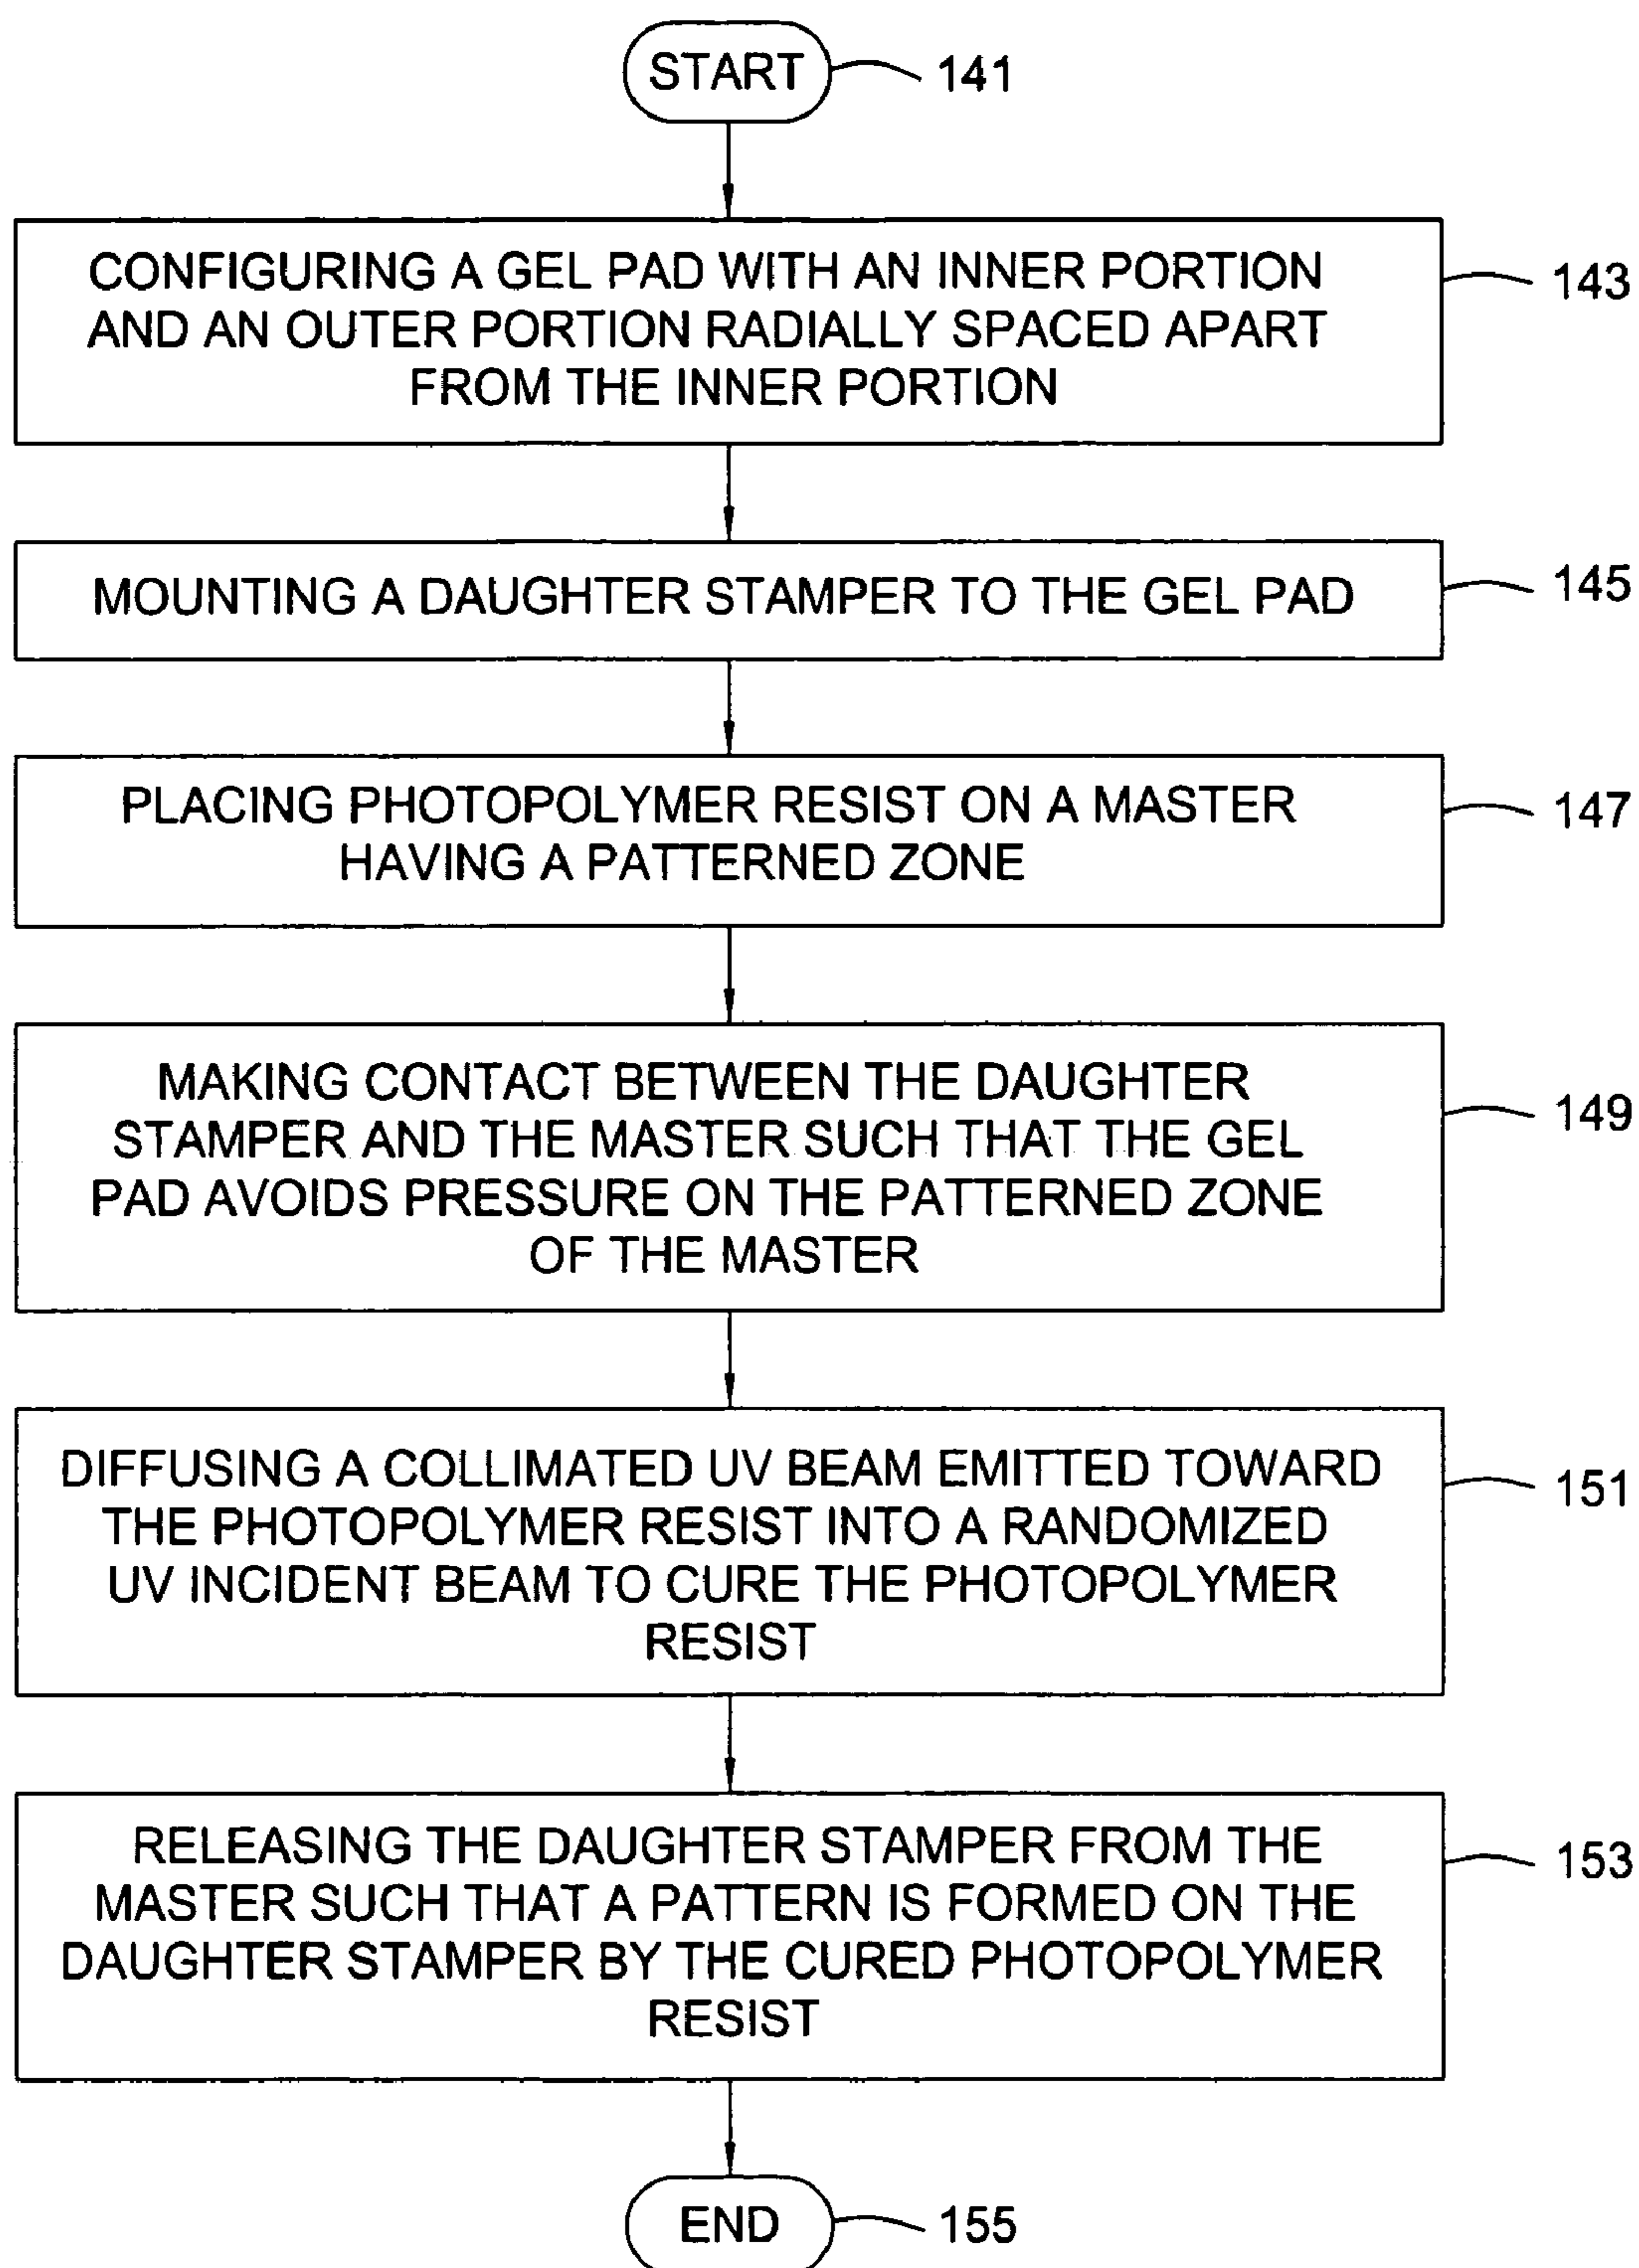 START
141
CONFIGURING A GEL PAD WITH AN INNER PORTION
AND AN OUTER PORTION RADIALLY SPACED APART
FROM THE INNER PORTION
143
MOUNTING A DAUGHTER STAMPER TO THE GEL PAD
145
PLACING PHOTOPOLYMER RESIST ON A MASTER
HAVING A PATTERNED ZONE
147
MAKING CONTACT BETWEEN THE DAUGHTER
STAMPER AND THE MASTER SUCH THAT THE GEL
PAD AVOIDS PRESSURE ON THE PATTERNED ZONE
OF THE MASTER
149
DIFFUSING A COLLIMATED UV BEAM EMITTED TOWARD
THE PHOTOPOLYMER RESIST INTO A RANDOMIZED
UV INCIDENT BEAM TO CURE THE PHOTOPOLYMER
RESIST
151
RELEASING THE DAUGHTER STAMPER FROM THE
MASTER SUCH THAT A PATTERN IS FORMED ON THE
DAUGHTER STAMPER BY THE CURED PHOTOPOLYMER
RESIST
153
END
155